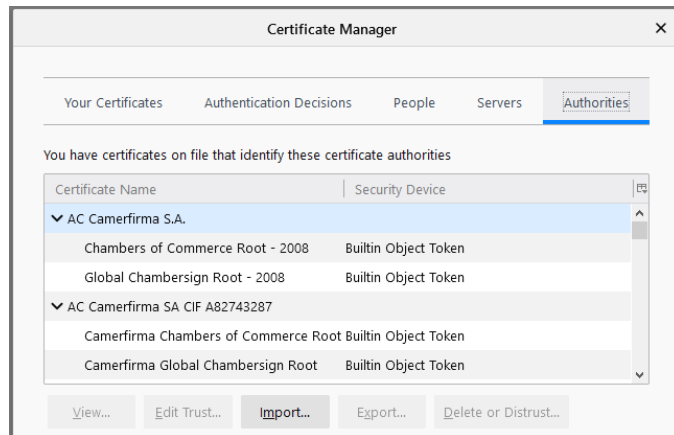 Certificate Manager
Your Certificates Authentication Decisions People Servers Authorities
You have certificates on file that identify these certificate authorities
Certificate Name Security Device
AC Camerfirma S.A.
Chambers of Commerce Root - 2008 Builtin Object Token
Global Chambersign Root - 2008 Builtin Object Token
AC Camerfirma SA CIF A82743287
Camerfirma Chambers of Commerce Root Builtin Object Token
Camerfirma Global Chambersign Root Builtin Object Token
View... Edit Trust... Import... Export... Delete or Distrust...